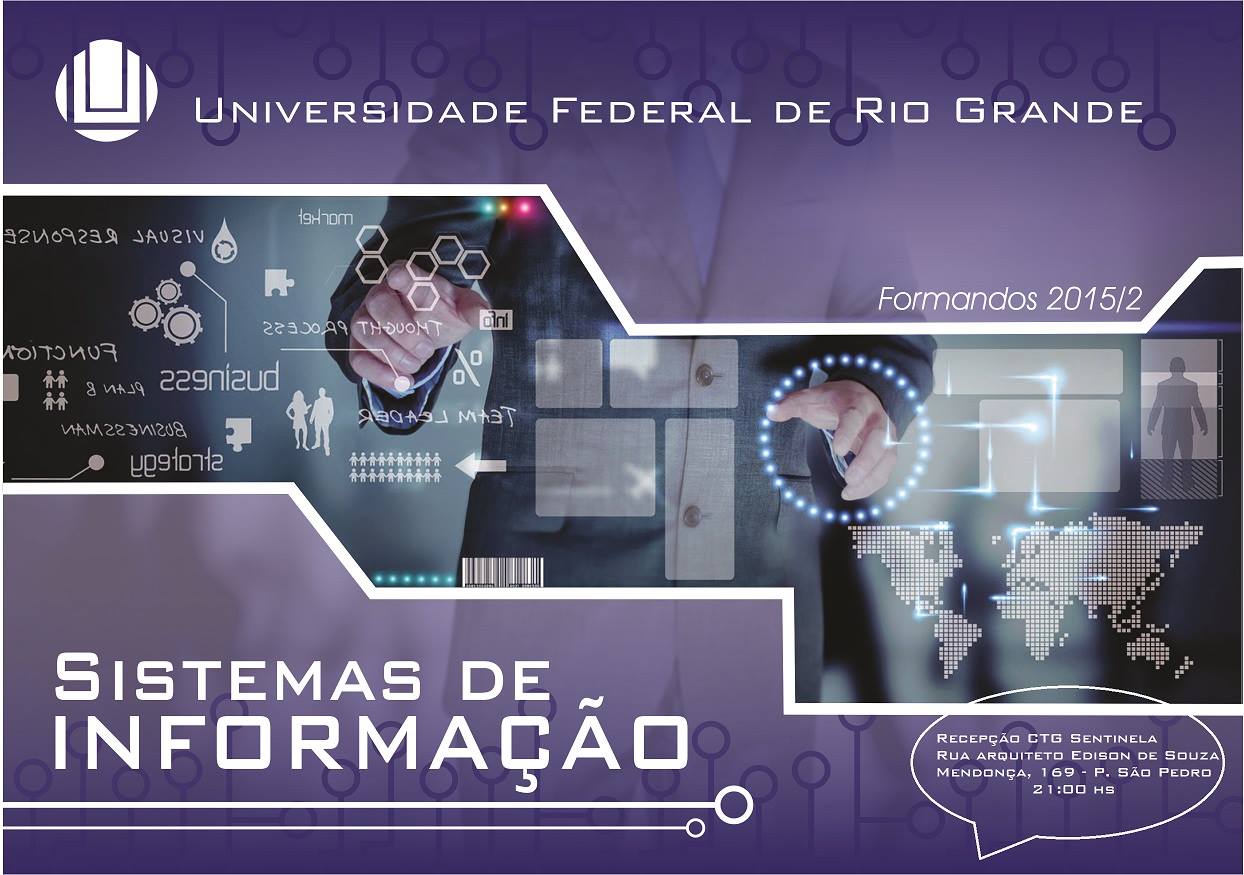 Universidade Federal de Rio Grande
Formandos 2015/2
VISUAL RESPONSE
market
info
THOUGHT PROCESS
%
FUNCTION
PLAN B
business
TEAM LEADER
BUSINESSMAN
strategy
Sistemas de
INFORMAÇÃO
Recepção CTG Sentinela
Rua arquiteto Edison de Souza
Mendonça, 169 - P. São Pedro
21:00 hs